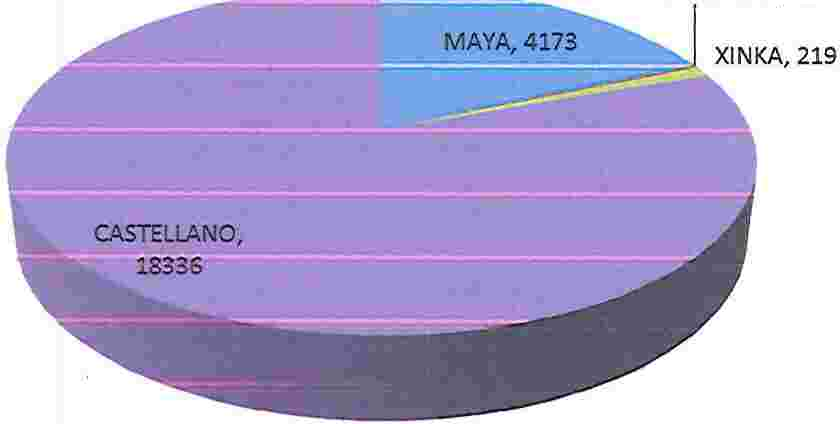 MAYA, 4173
XINKA, 219
CASTELLANO,
18336